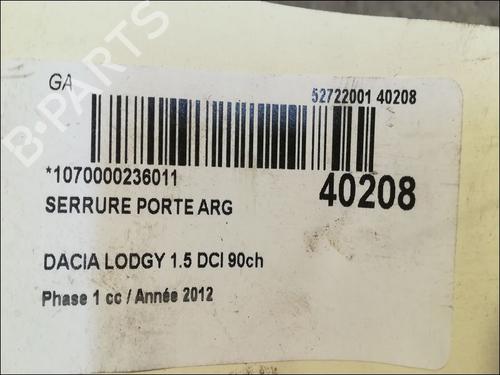 GA
52722001 40208
*1070000236011
40208
SERRURE PORTE ARG
DACIA LODGY 1.5 DCI 90ch
Phase 1 cc / Année 2012
B-PARTS